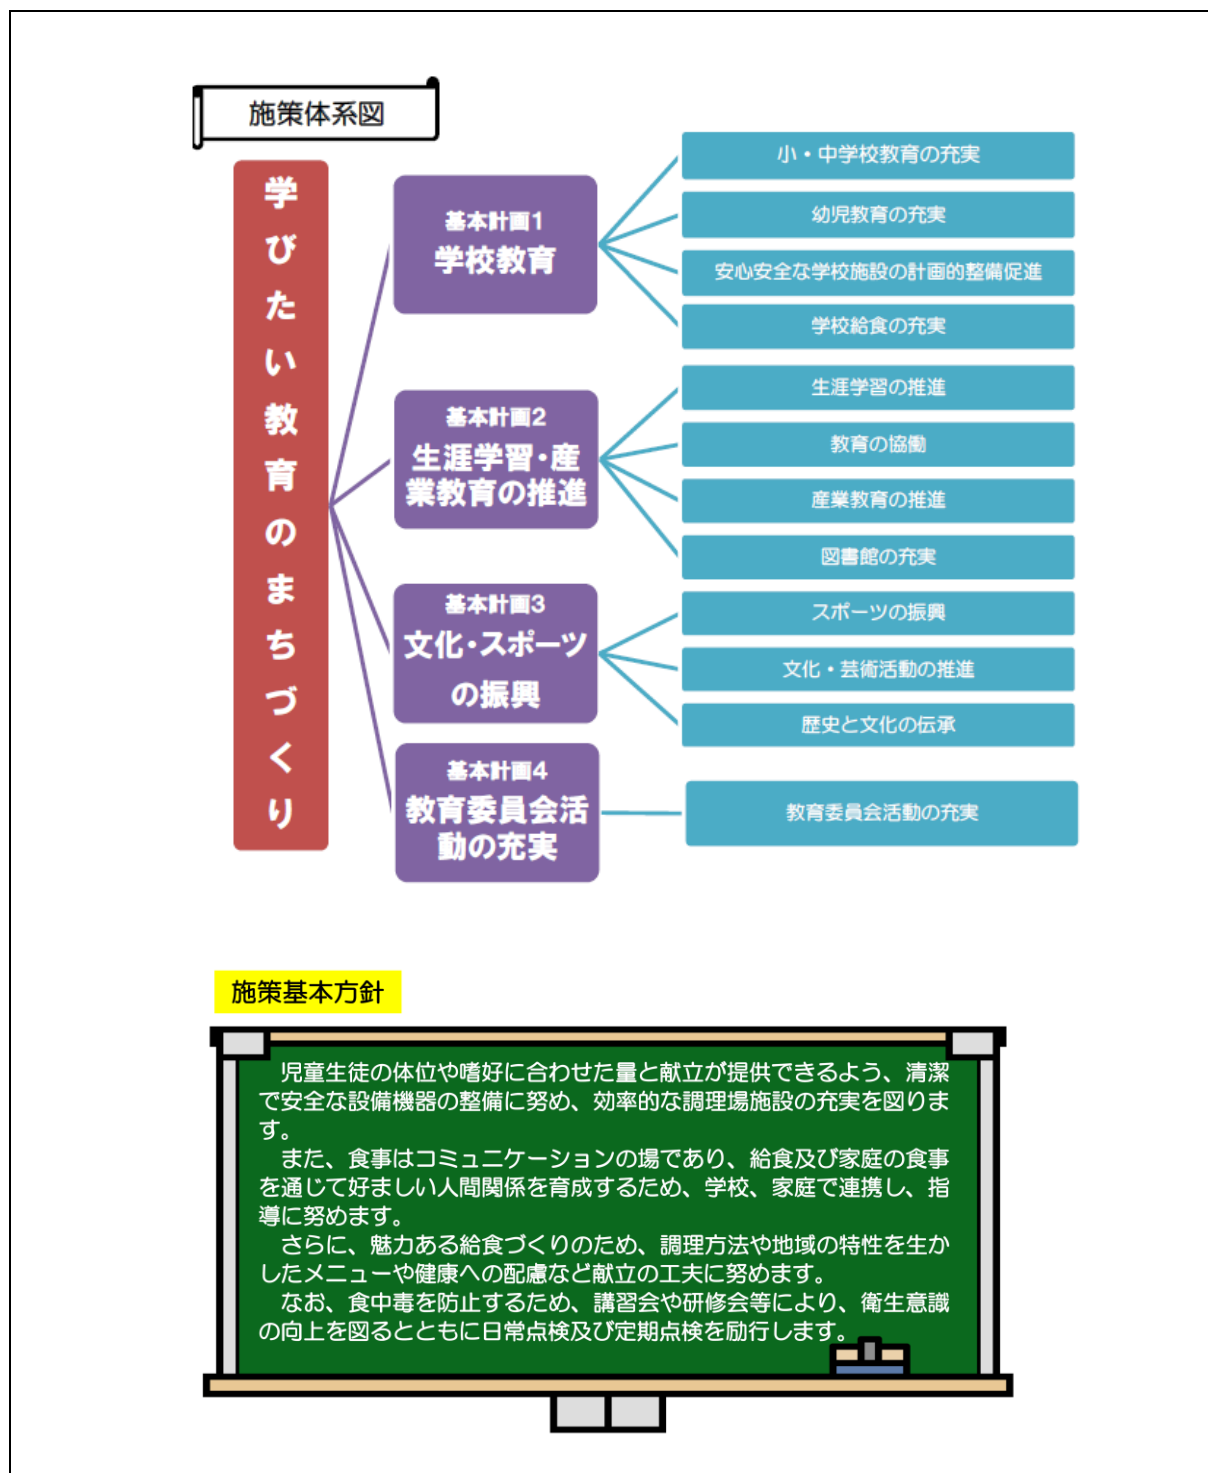 施策体系図
学びたい教育のまちづくり
基本計画1
学校教育
小・中学校教育の充実
幼児教育の充実
安心安全な学校施設の計画的整備促進
学校給食の充実
基本計画2
生涯学習・産
業教育の推進
生涯学習の推進
教育の協働
産業教育の推進
図書館の充実
基本計画3
文化・スポーツ
の振興
スポーツの振興
文化・芸術活動の推進
歴史と文化の伝承
基本計画4
教育委員会活
動の充実
教育委員会活動の充実
施策基本方針
児童生徒の体位や嗜好に合わせた量と献立が提供できるよう、清潔
で安全な設備機器の整備に努め、効率的な調理場施設の充実を図りま
す。
また、食事はコミュニケーションの場であり、給食及び家庭の食事
を通じて好ましい人間関係を育成するため、学校、家庭で連携し、指
導に努めます。
さらに、魅力ある給食づくりのため、調理方法や地域の特性を生か
したメニューや健康への配慮など献立の工夫に努めます。
なお、食中毒を防止するため、講習会や研修会等により、衛生意識
の向上を図るとともに日常点検及び定期点検を励行します。